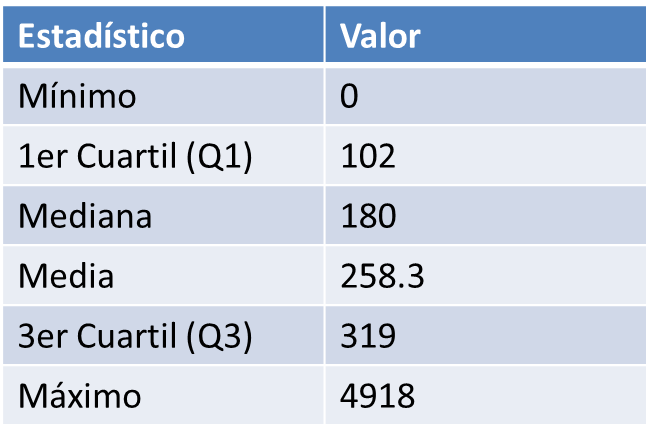 Estadístico Valor
Mínimo 0
1er Cuartil (Q1) 102
Mediana 180
Media 258.3
3er Cuartil (Q3) 319
Máximo 4918